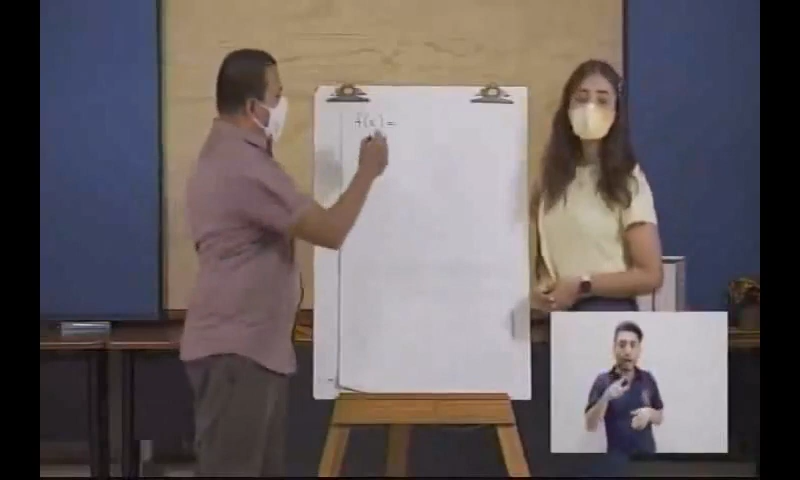 f(x) =